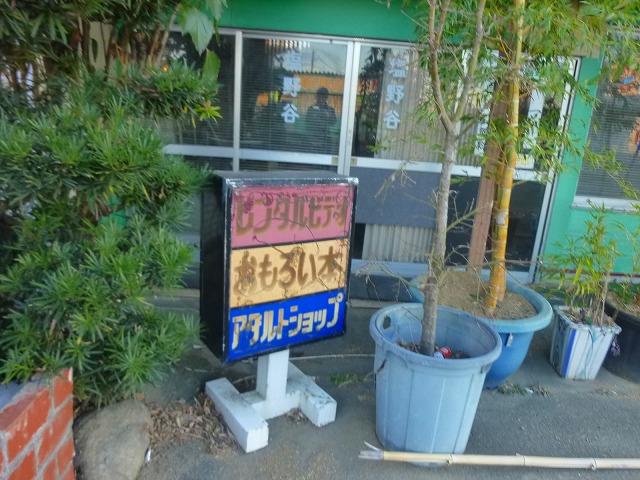 塩野谷
塩野谷
レンタルビデオ
おもろい本
アダルトショップ